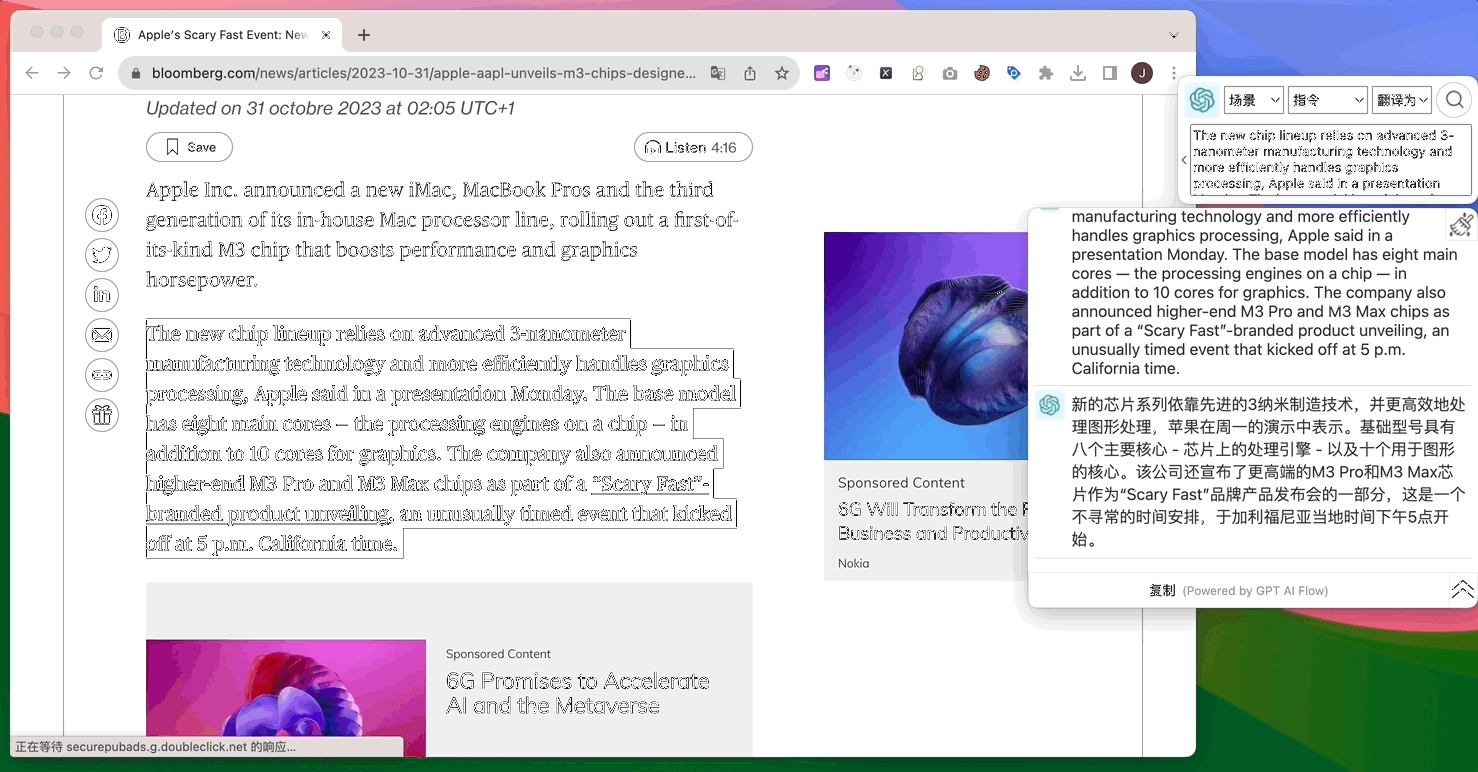 Apple's Scary Fast Event: New
bloomberg.com/news/articles/2023-10-31/apple-aapl-unveils-m3-chips-designe...
J
Updated on 31 octobre 2023 at 02:05 UTC+1
Save
Listen 4:16
Apple Inc. announced a new iMac, MacBook Pros and the third
generation of its in-house Mac processor line, rolling out a first-of-
its-kind M3 chip that boosts performance and graphics
horsepower.
The new chip lineup relies on advanced 3-nanometer
manufacturing technology and more efficiently handles graphics
processing, Apple said in a presentation Monday. The base model
has eight main cores — the processing engines on a chip — in
addition to 10 cores for graphics. The company also announced
higher-end M3 Pro and M3 Max chips as part of a “Scary Fast”-
branded product unveiling, an unusually timed event that kicked
off at 5 p.m. California time.
Sponsored Content
6G Promises to Accelerate
AI and the Metaverse
Sponsored Content
6G Will Transform the
Business and Productiv
Nokia
正在等待 securepubads.g.doubleclick.net 的响应...
场景
指令
翻译为
The new chip lineup relies on advanced 3-
nanometer manufacturing technology and
more efficiently handles graphics
processing, Apple said in a presentation
manufacturing technology and more efficiently
handles graphics processing, Apple said in a
presentation Monday. The base model has eight main
cores — the processing engines on a chip — in
addition to 10 cores for graphics. The company also
announced higher-end M3 Pro and M3 Max chips as
part of a “Scary Fast”-branded product unveiling, an
unusually timed event that kicked off at 5 p.m.
California time.
新的芯片系列依靠先进的3纳米制造技术，并更高效地处
理图形处理，苹果在周一的演示中表示。基础型号具有
八个主要核心 - 芯片上的处理引擎 - 以及十个用于图形
的核心。该公司还宣布了更高端的M3 Pro和M3 Max芯
片作为“Scary Fast”品牌产品发布会的一部分，这是一个
不寻常的时间安排，于加利福尼亚当地时间下午5点开
始。
复制 (Powered by GPT AI Flow)